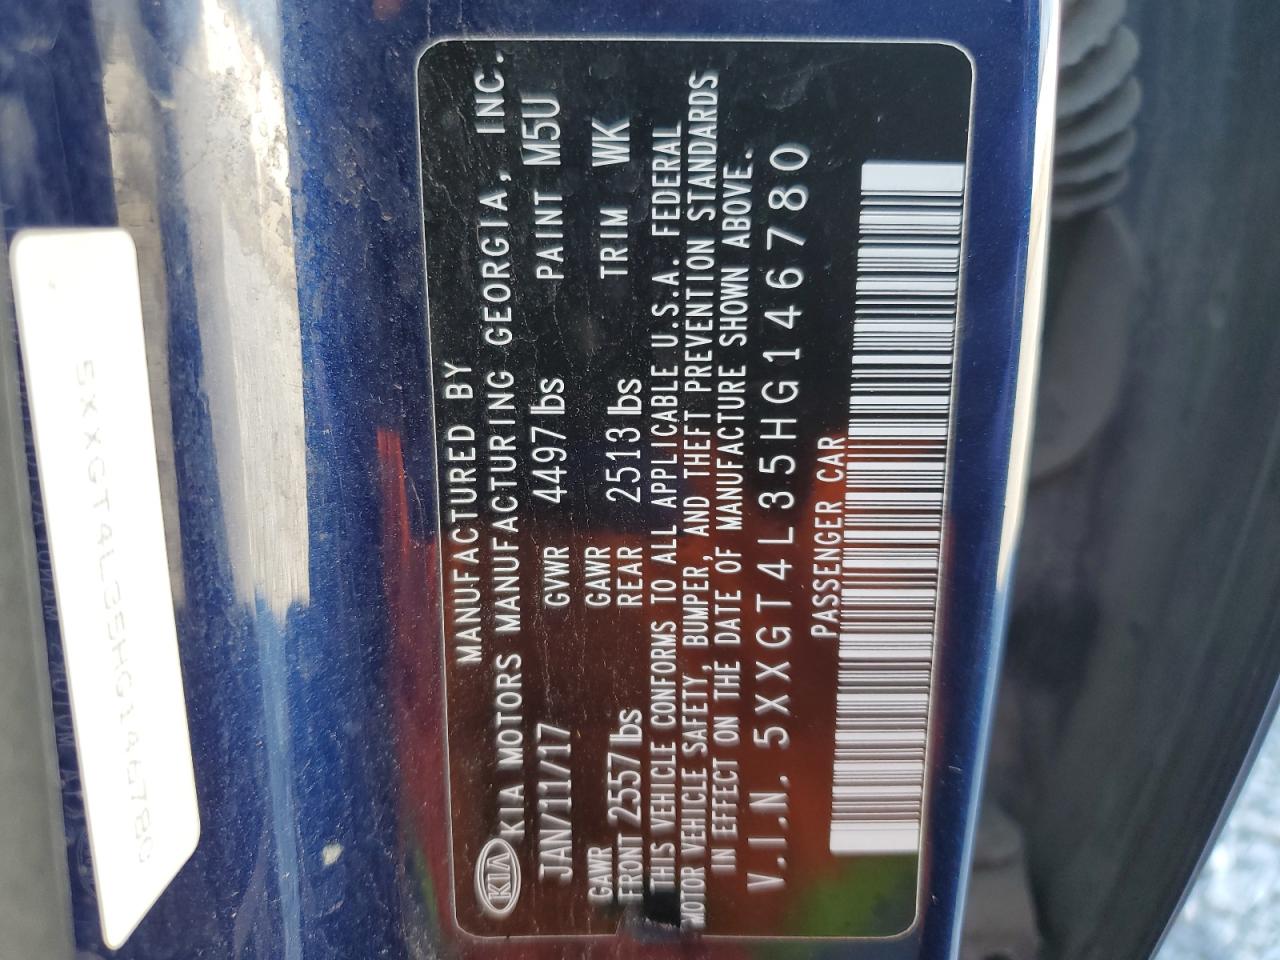 MANUFACTURED BY
KIA KIA MOTORS MANUFACTURING GEORGIA, INC.
JAN/11/17 GVWR 4497 lbs PAINT M5U
GAWR FRONT 2557 lbs GAWR REAR 2513 lbs TRIM WK
THIS VEHICLE CONFORMS TO ALL APPLICABLE U.S.A. FEDERAL
MOTOR VEHICLE SAFETY, BUMPER, AND THEFT PREVENTION STANDARDS
IN EFFECT ON THE DATE OF MANUFACTURE SHOWN ABOVE.
V.I.N. 5XXGT4L35HG146780
PASSENGER CAR
5XXGT4L35HG146780